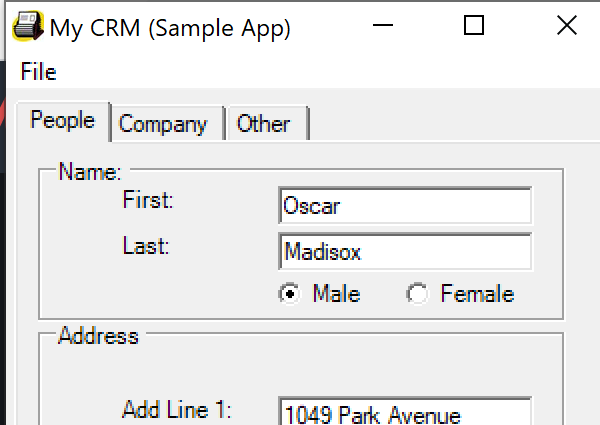 My CRM (Sample App)
File
People Company Other
Name:
First: Oscar
Last: Madisox
Male Female
Address
Add Line 1: 1049 Park Avenue